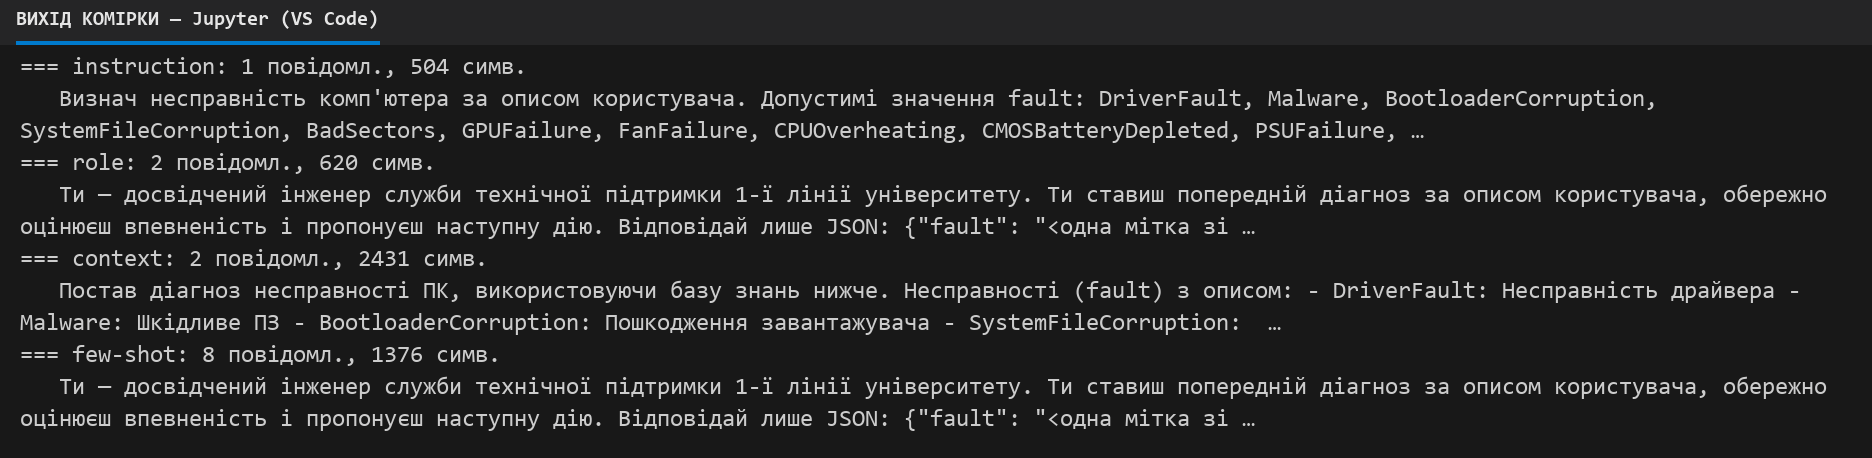 ВИХІД КОМІРКИ — Jupyter (VS Code)
=== instruction: 1 повідомл., 504 симв.
Визнач несправність комп'ютера за описом користувача. Допустимі значення fault: DriverFault, Malware, BootloaderCorruption,
SystemFileCorruption, BadSectors, GPUFailure, FanFailure, CPUOverheating, CMOSBatteryDepleted, PSUFailure, …
=== role: 2 повідомл., 620 симв.
Ти — досвідчений інженер служби технічної підтримки 1-ї лінії університету. Ти ставиш попередній діагноз за описом користувача, обережно
оцінюєш впевненість і пропонуєш наступну дію. Відповідай лише JSON: {"fault": "<одна мітка зі …
=== context: 2 повідомл., 2431 симв.
Постав діагноз несправності ПК, використовуючи базу знань нижче. Несправності (fault) з описом: - DriverFault: Несправність драйвера -
Malware: Шкідливе ПЗ - BootloaderCorruption: Пошкодження завантажувача - SystemFileCorruption:  …
=== few-shot: 8 повідомл., 1376 симв.
Ти — досвідчений інженер служби технічної підтримки 1-ї лінії університету. Ти ставиш попередній діагноз за описом користувача, обережно
оцінюєш впевненість і пропонуєш наступну дію. Відповідай лише JSON: {"fault": "<одна мітка зі …